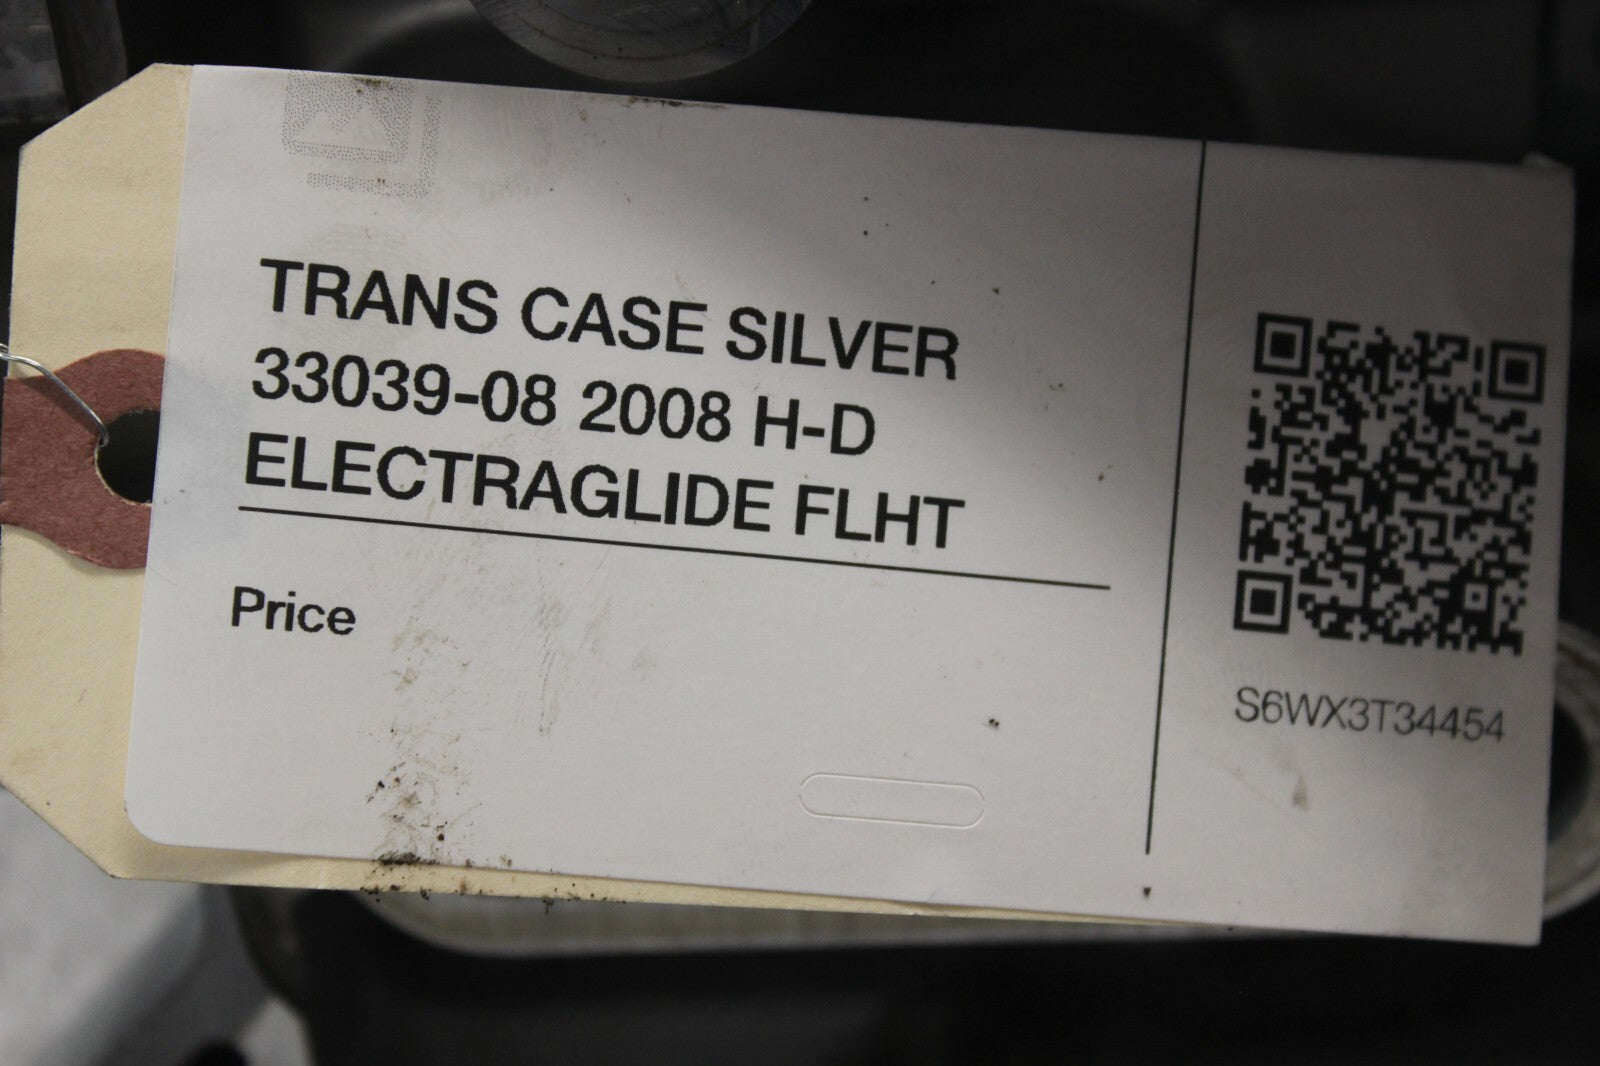 TRANS CASE SILVER
33039-08 2008 H-D
ELECTRAGLIDE FLHT
Price
S6WX3T34454